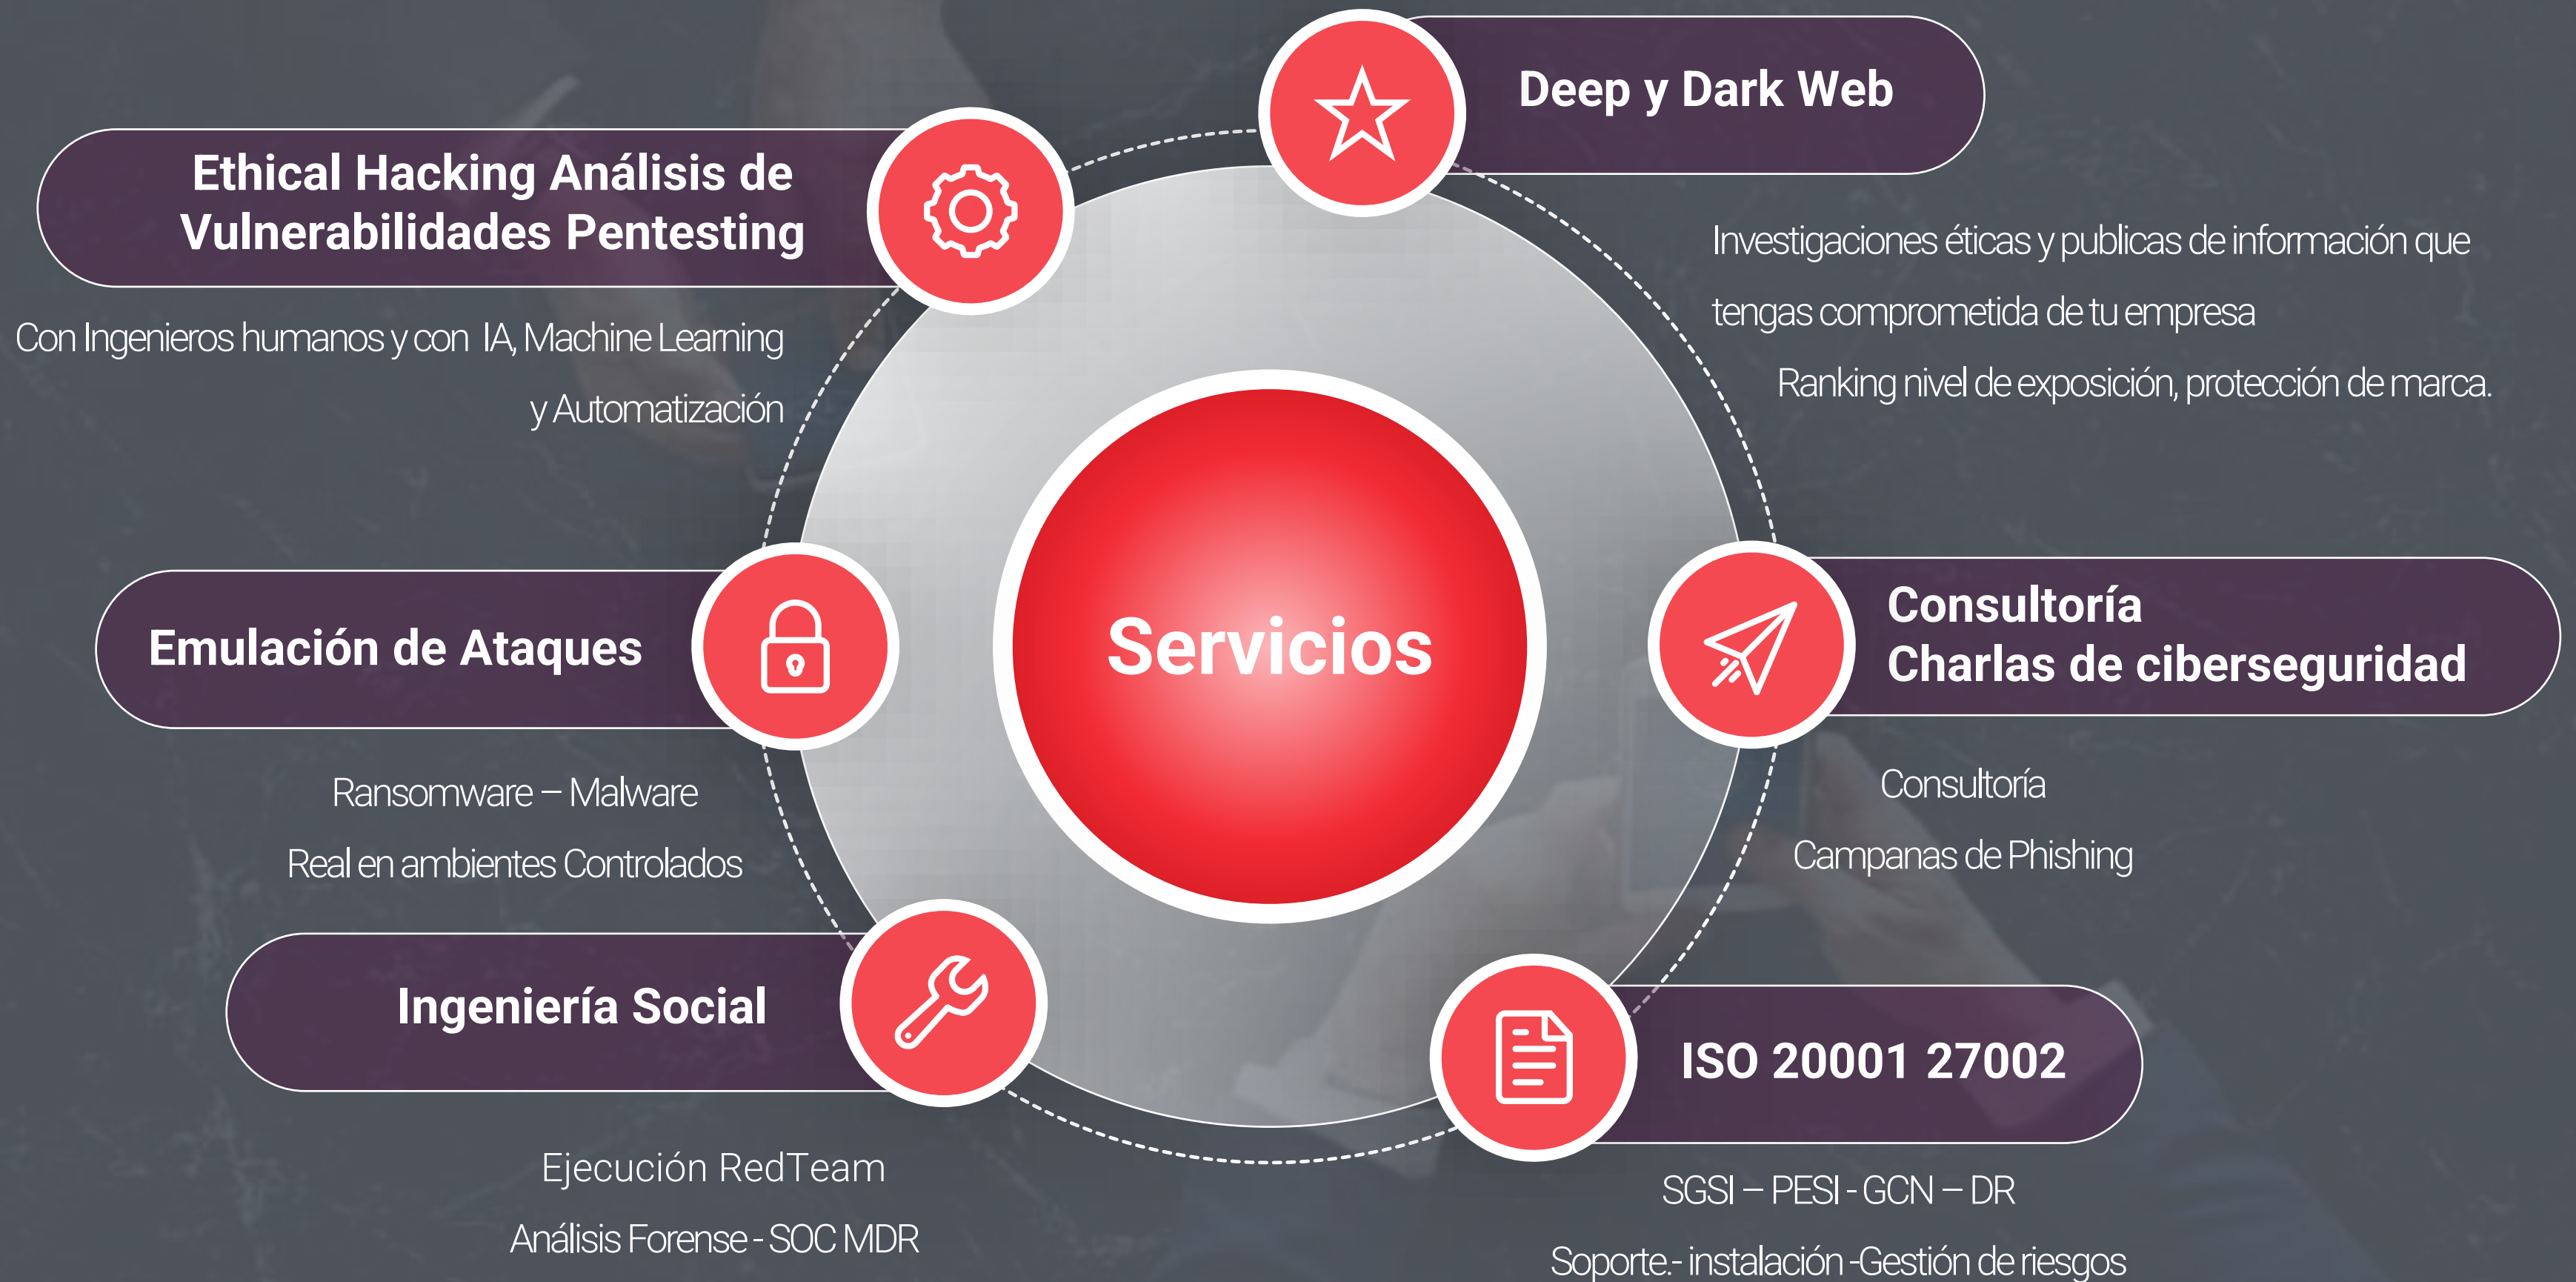 Deep y Dark Web
Investigaciones éticas y publicas de información que
tengas comprometida de tu empresa
Ranking nivel de exposición, protección de marca.
Ethical Hacking Análisis de
Vulnerabilidades Pentesting
Con Ingenieros humanos y con IA, Machine Learning
y Automatización
Servicios
Emulación de Ataques
Ransomware – Malware
Real en ambientes Controlados
Consultoría
Charlas de ciberseguridad
Consultoría
Campanas de Phishing
Ingeniería Social
Ejecución RedTeam
Análisis Forense - SOC MDR
ISO 20001 27002
SGSI – PESI - GCN – DR
Soporte.- instalación -Gestión de riesgos